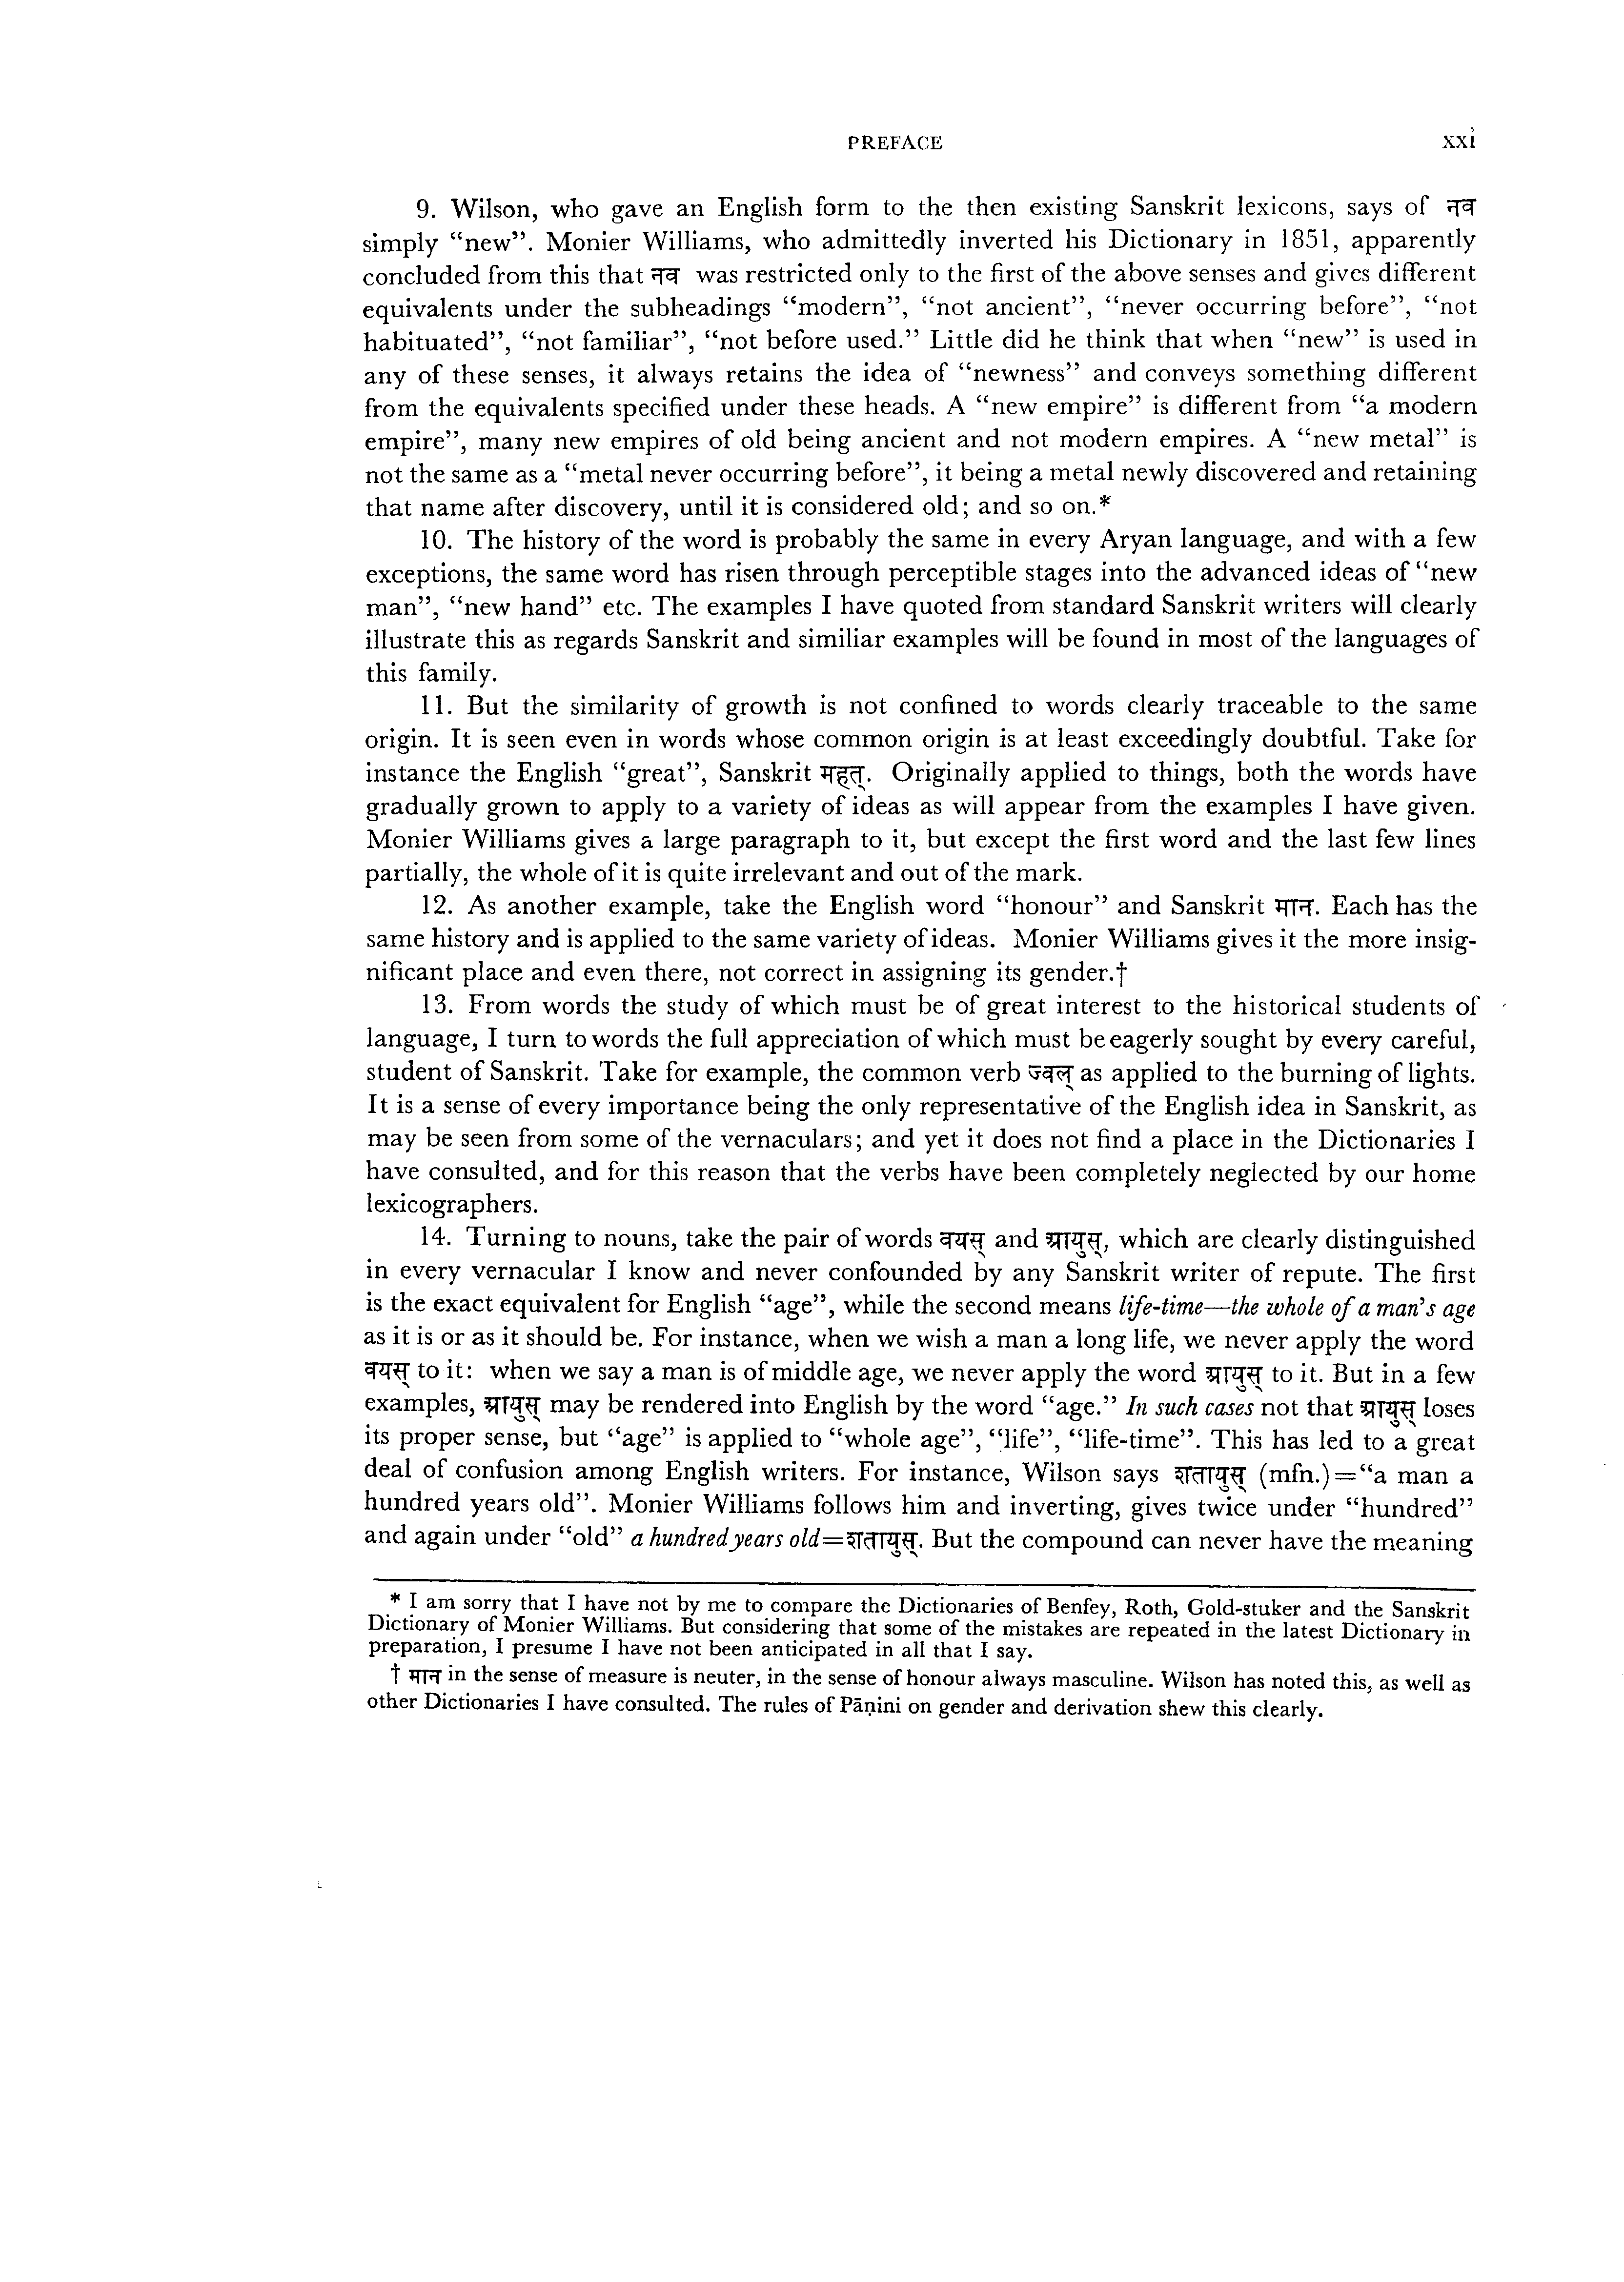 PREFACE
xxi
9. Wilson, who gave an English form to the then existing Sanskrit lexicons, says of नव
simply “new”. Monier Williams, who admittedly inverted his Dictionary in 1851, apparently
concluded from this that नव was restricted only to the first of the above senses and gives different
equivalents under the subheadings “modern”, “not ancient”, “never occurring before”, “not
habituated”, “not familiar”, “not before used.” Little did he think that when “new” is used in
any of these senses, it always retains the idea of “newness” and conveys something different
from the equivalents specified under these heads. A “new empire” is different from “a modern
empire”, many new empires of old being ancient and not modern empires. A “new metal” is
not the same as a “metal never occurring before”, it being a metal newly discovered and retaining
that name after discovery, until it is considered old; and so on.*
10. The history of the word is probably the same in every Aryan language, and with a few
exceptions, the same word has risen through perceptible stages into the advanced ideas of “new
man”, “new hand” etc. The examples I have quoted from standard Sanskrit writers will clearly
illustrate this as regards Sanskrit and similiar examples will be found in most of the languages of
this family.
11. But the similarity of growth is not confined to words clearly traceable to the same
origin. It is seen even in words whose common origin is at least exceedingly doubtful. Take for
instance the English “great”, Sanskrit महत्. Originally applied to things, both the words have
gradually grown to apply to a variety of ideas as will appear from the examples I have given.
Monier Williams gives a large paragraph to it, but except the first word and the last few lines
partially, the whole of it is quite irrelevant and out of the mark.
12. As another example, take the English word “honour” and Sanskrit मान. Each has the
same history and is applied to the same variety of ideas. Monier Williams gives it the more insig-
nificant place and even there, not correct in assigning its gender.†
13. From words the study of which must be of great interest to the historical students of
language, I turn to words the full appreciation of which must be eagerly sought by every careful,
student of Sanskrit. Take for example, the common verb ज्वल् as applied to the burning of lights.
It is a sense of every importance being the only representative of the English idea in Sanskrit, as
may be seen from some of the vernaculars; and yet it does not find a place in the Dictionaries I
have consulted, and for this reason that the verbs have been completely neglected by our home
lexicographers.
14. Turning to nouns, take the pair of words वयस् and आयुस्, which are clearly distinguished
in every vernacular I know and never confounded by any Sanskrit writer of repute. The first
is the exact equivalent for English “age”, while the second means life-time—the whole of a man's age
as it is or as it should be. For instance, when we wish a man a long life, we never apply the word
वयस् to it: when we say a man is of middle age, we never apply the word आयुस् to it. But in a few
examples, आयुस् may be rendered into English by the word “age.” In such cases not that आयुस् loses
its proper sense, but “age” is applied to “whole age”, “life”, “life-time”. This has led to a great
deal of confusion among English writers. For instance, Wilson says शतायुस् (mfn.)=“a man a
hundred years old”. Monier Williams follows him and inverting, gives twice under “hundred”
and again under “old” a hundred years old=शतायुस्. But the compound can never have the meaning
* I am sorry that I have not by me to compare the Dictionaries of Benfey, Roth, Gold-stuker and the Sanskrit
Dictionary of Monier Williams. But considering that some of the mistakes are repeated in the latest Dictionary in
preparation, I presume I have not been anticipated in all that I say.
† मान in the sense of measure is neuter, in the sense of honour always masculine. Wilson has noted this, as well as
other Dictionaries I have consulted. The rules of Pāṇini on gender and derivation shew this clearly.